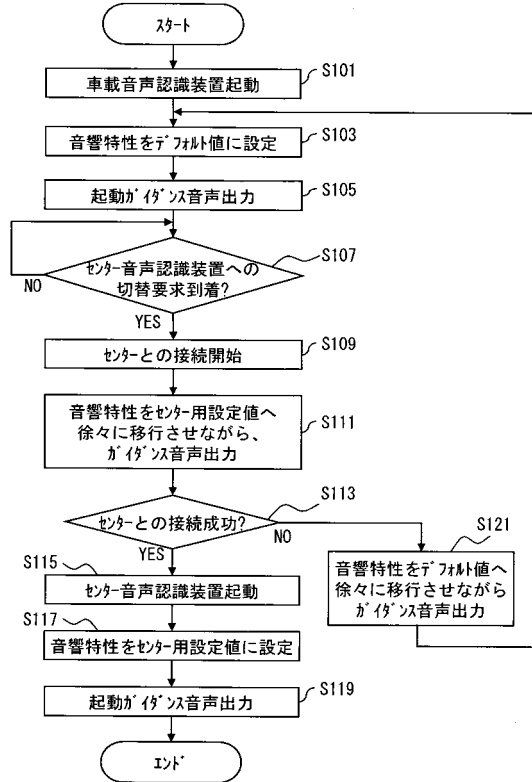 スタート
車載音声認識装置起動
S101
音響特性をデフォルト値に設定
S103
起動ガイダンス音声出力
S105
センター音声認識装置への
切替要求到着?
S107
NO
YES
センターとの接続開始
S109
音響特性をセンター用設定値へ
徐々に移行させながら、
ガイダンス音声出力
S111
センターとの接続成功?
S113
NO
YES
S121
音響特性をデフォルト値へ
徐々に移行させながら
ガイダンス音声出力
S115
センター音声認識装置起動
S117
音響特性をセンター用設定値に設定
起動ガイダンス音声出力
S119
エンド